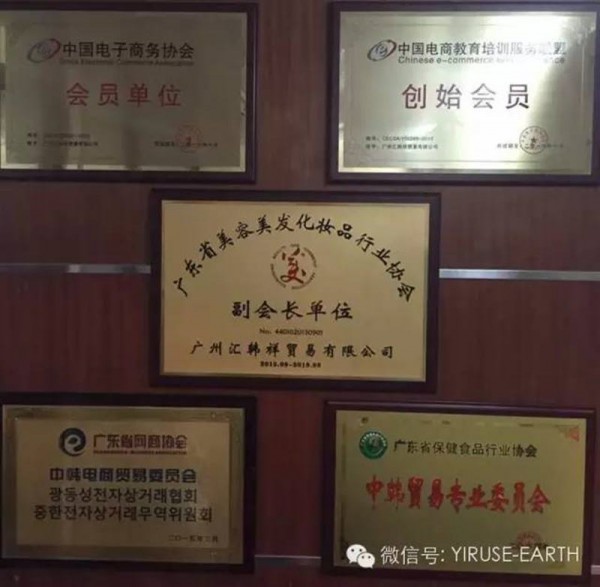 中国电子商务协会
会员单位
中国电商教育培训服务联盟
Chinese e-commerce
创始会员
广东省美容美发化妆品行业协会
副会长单位
广州汇韩祥贸易有限公司
广东省网商协会
中韩电商贸易委员会
광동성전자상거래협회
중한전자상거래무역위원회
广东省保健食品行业协会
中韩贸易专业委员会
微信号: YIRUSE-EARTH